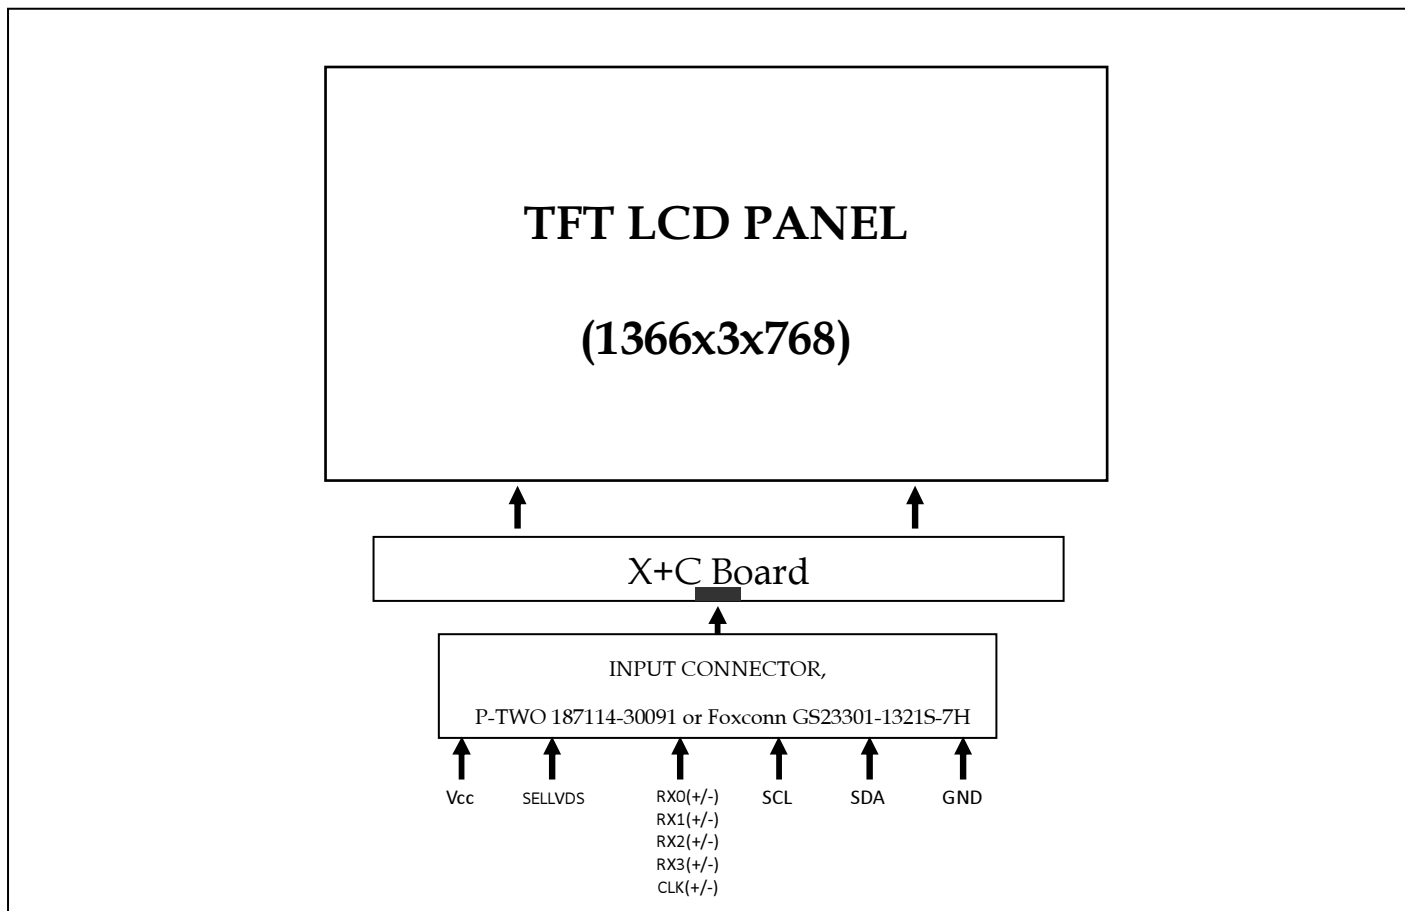 TFT LCD PANEL
(1366x3x768)
X+C Board
INPUT CONNECTOR,
P-TWO 187114-30091 or Foxconn GS23301-1321S-7H
Vcc SELLVDS RX0(+/-) SCL SDA GND
RX1(+/-)
RX2(+/-)
RX3(+/-)
CLK(+/-)